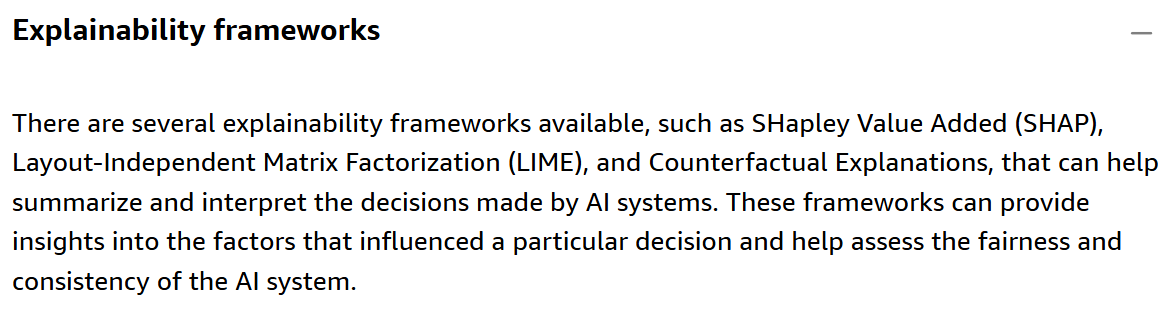 Explainability frameworks
There are several explainability frameworks available, such as SHapley Value Added (SHAP),
Layout-Independent Matrix Factorization (LIME), and Counterfactual Explanations, that can help
summarize and interpret the decisions made by AI systems. These frameworks can provide
insights into the factors that influenced a particular decision and help assess the fairness and
consistency of the AI system.